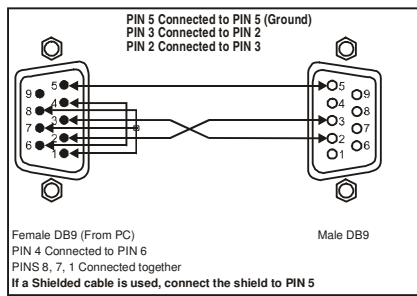 PIN 5 Connected to PIN 5 (Ground)
PIN 3 Connected to PIN 2
PIN 2 Connected to PIN 3
5
9
4
8
3
7
2
6
1
5
9
4
8
3
7
2
6
1
Female DB9 (From PC)
Male DB9
PIN 4 Connected to PIN 6
PINS 8, 7, 1 Connected together
If a Shielded cable is used, connect the shield to PIN 5